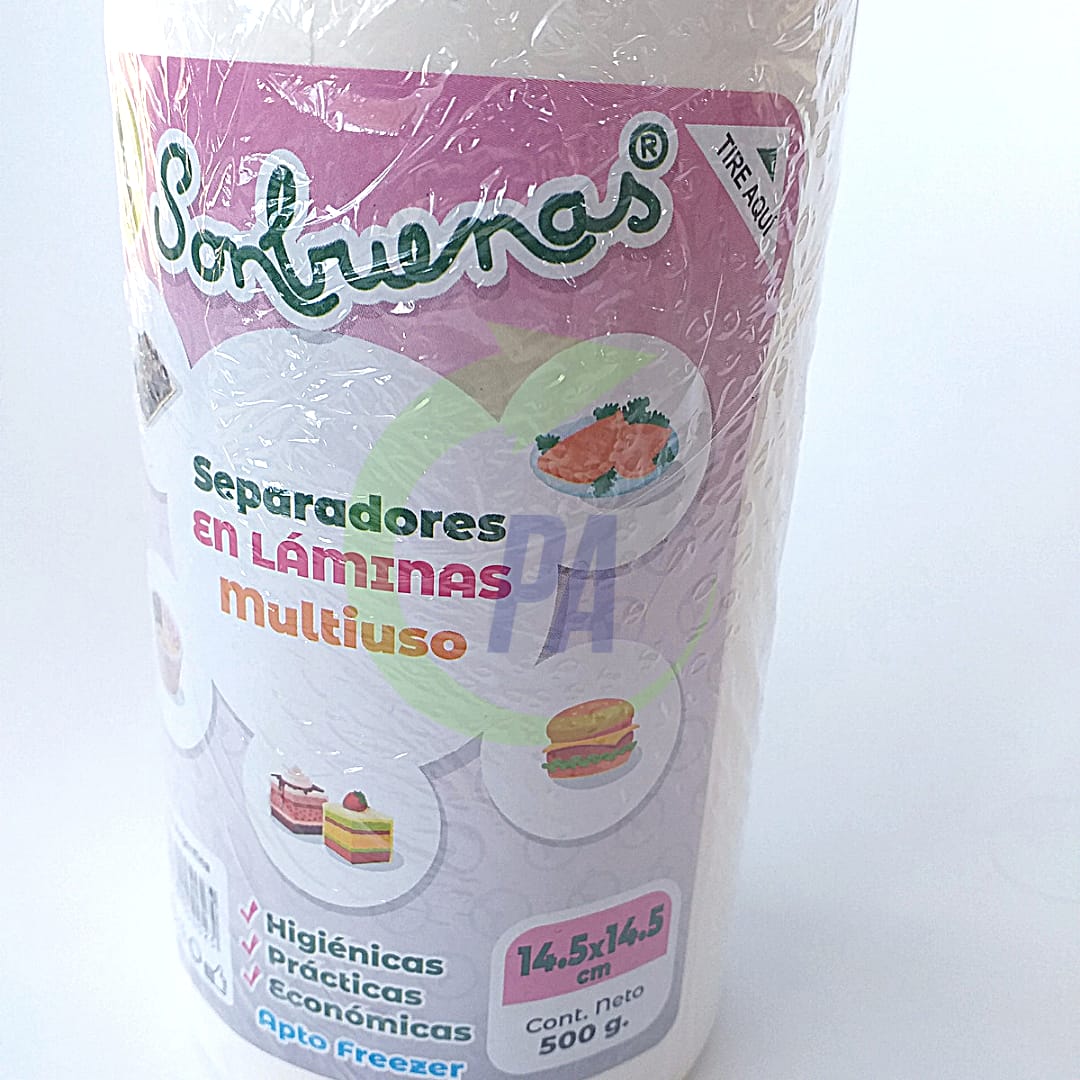 Sonbuenas®
TIRE AQUÍ
Separadores
en LÁMINAS
multiuso
PA
Higiénicas
Prácticas
Económicas
Apto Freezer
14.5x14.5
cm
Cont. Neto
500 g.